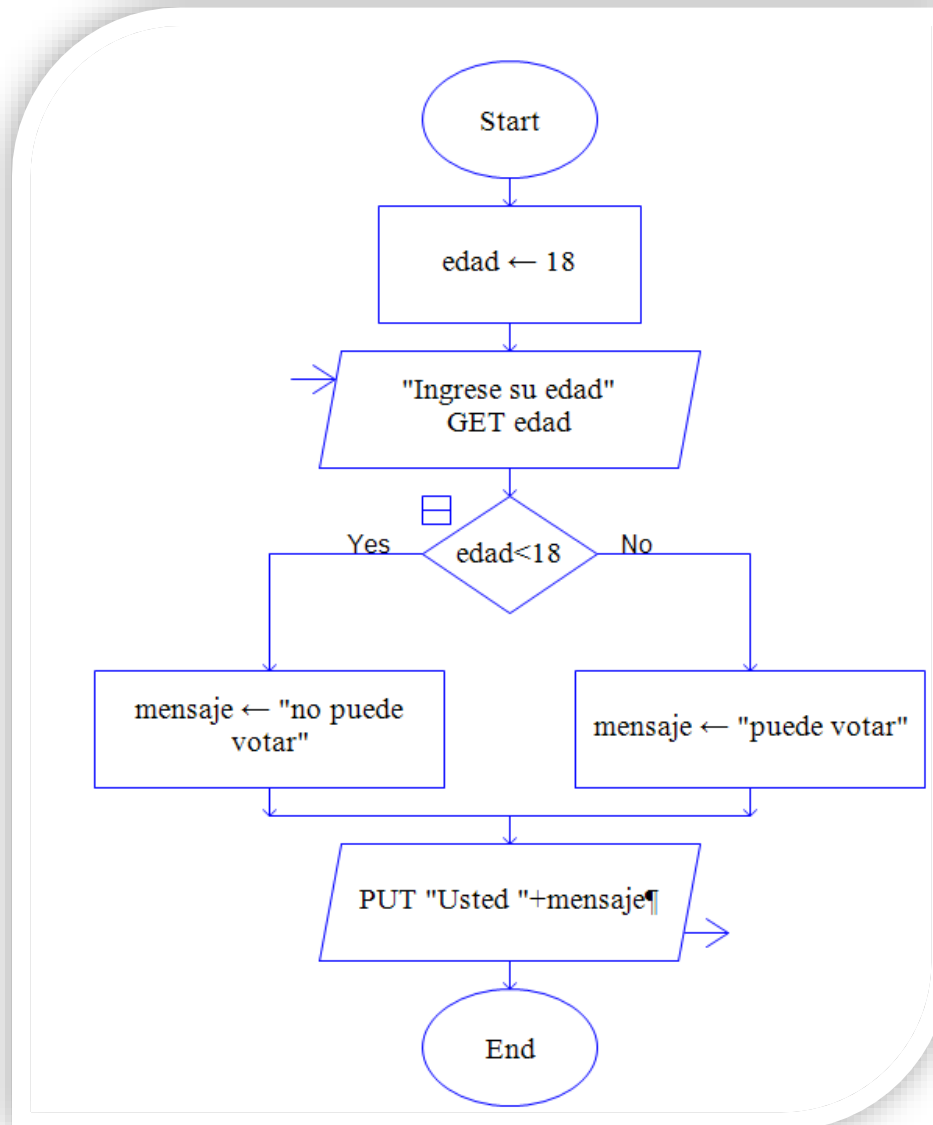 Start
edad ← 18
"Ingrese su edad"
GET edad
edad<18
Yes
No
mensaje ← "no puede
votar"
mensaje ← "puede votar"
PUT "Usted "+mensaje¶
End